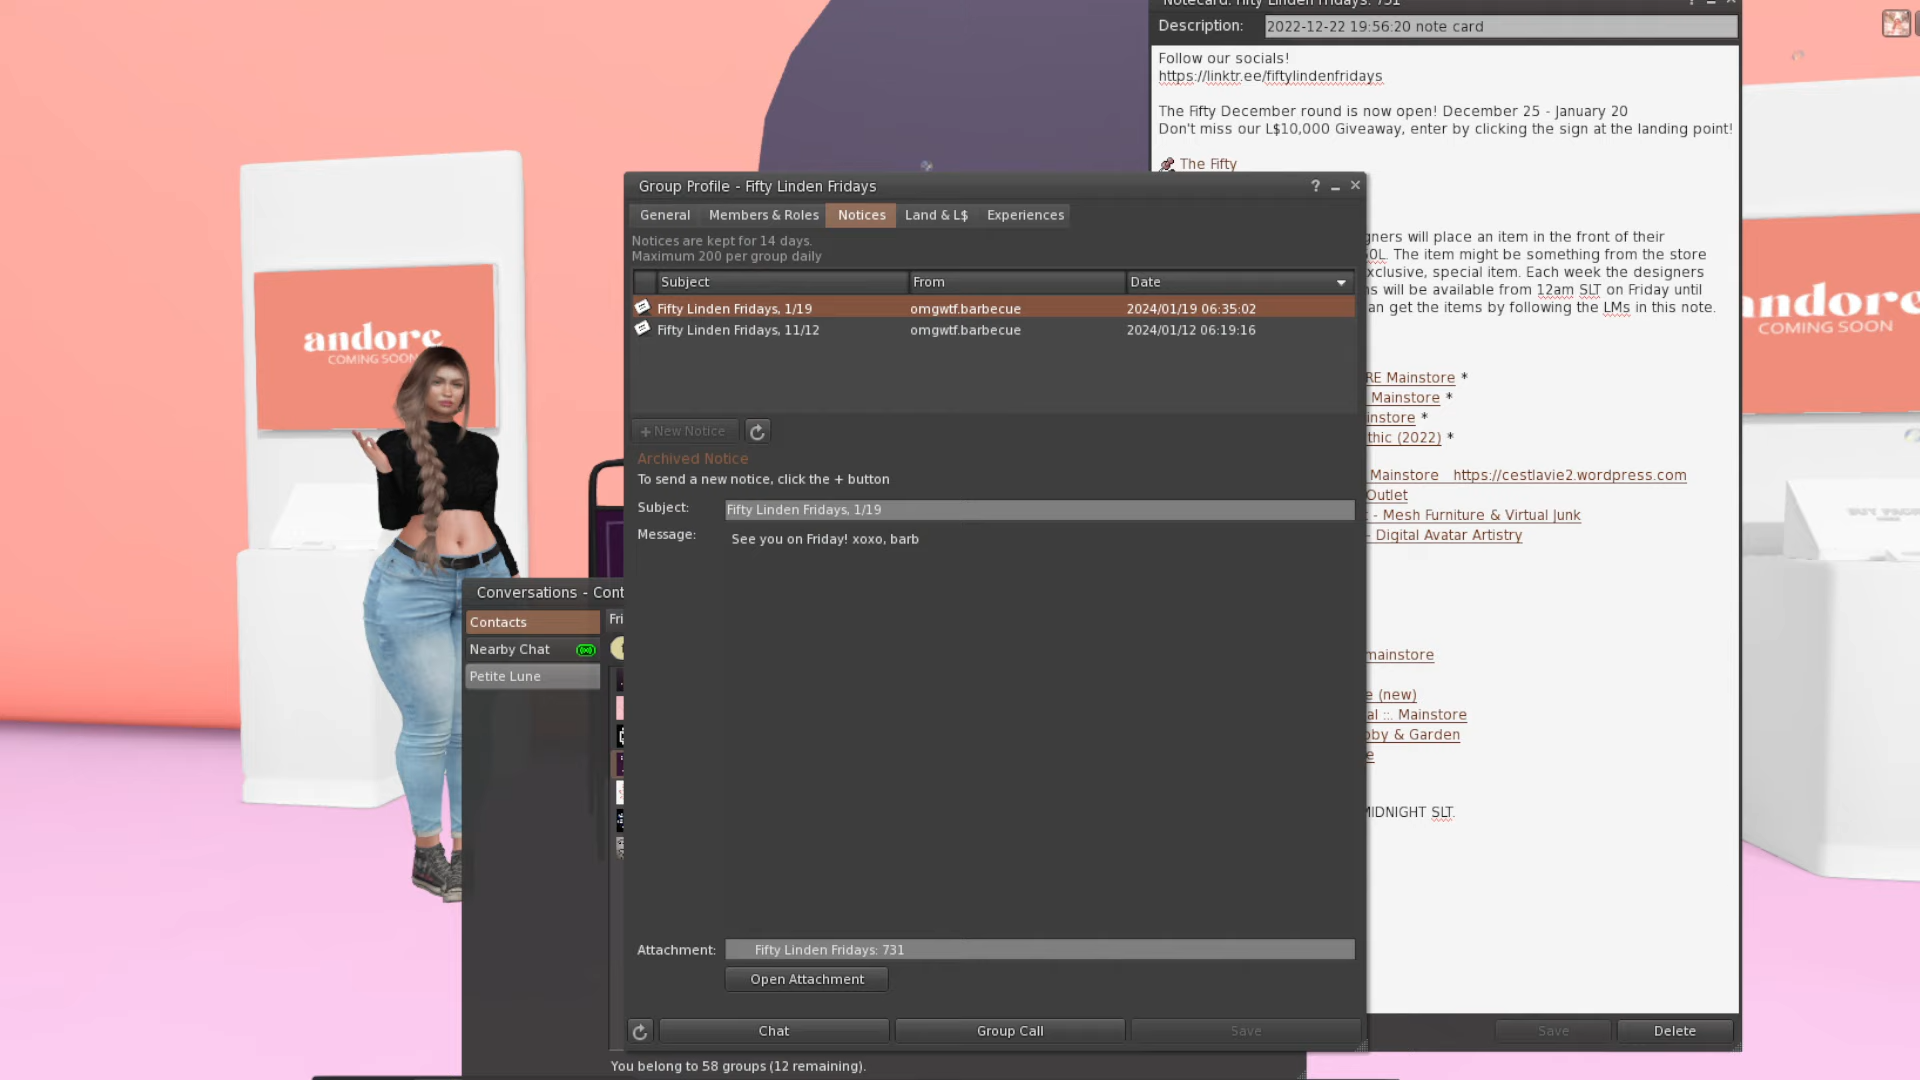 Notecard: Fifty Linden Fridays: 731
Description: 2022-12-22 19:56:20 note card
Follow our socials!
https://linktr.ee/fiftylindenfridays
The Fifty December round is now open! December 25 - January 20
Don't miss our L$10,000 Giveaway, enter by clicking the sign at the landing point!
The Fifty
Group Profile - Fifty Linden Fridays
General Members & Roles Notices Land & L$ Experiences
Notices are kept for 14 days.
Maximum 200 per group daily
Subject From Date
Fifty Linden Fridays, 1/19 omgwtf.barbecue 2024/01/19 06:35:02
Fifty Linden Fridays, 11/12 omgwtf.barbecue 2024/01/12 06:19:16
+ New Notice
Archived Notice
To send a new notice, click the + button
Subject: Fifty Linden Fridays, 1/19
Message: See you on Friday! xoxo, barb
Attachment: Fifty Linden Fridays: 731
Open Attachment
Chat Group Call Save
will place an item in the front of their
The item might be something from the store
special item. Each week the designers
will be available from 12am SLT on Friday until
get the items by following the LMs in this note.
Mainstore *
Mainstore *
*
(2022) *
Mainstore https://cestlavie2.wordpress.com
Outlet
- Mesh Furniture & Virtual Junk
- Digital Avatar Artistry
mainstore
(new)
::. Mainstore
& Garden
MIDNIGHT SLT.
Save Delete
andore
COMING SOON
andore
COMING SOON
Conversations - Cont
Contacts
Fri
Nearby Chat
Petite Lune
You belong to 58 groups (12 remaining).